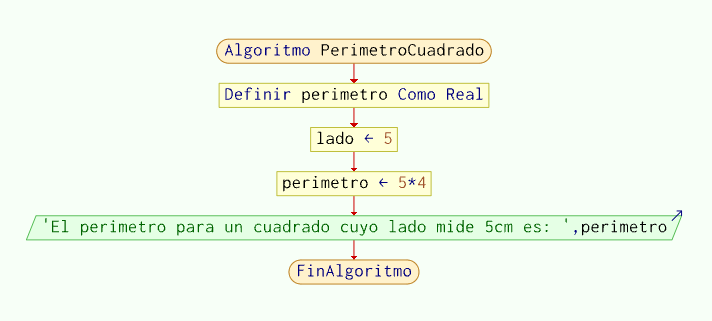 Algoritmo PerimetroCuadrado
Definir perimetro Como Real
lado ← 5
perimetro ← 5*4
'El perimetro para un cuadrado cuyo lado mide 5cm es: ',perimetro
FinAlgoritmo